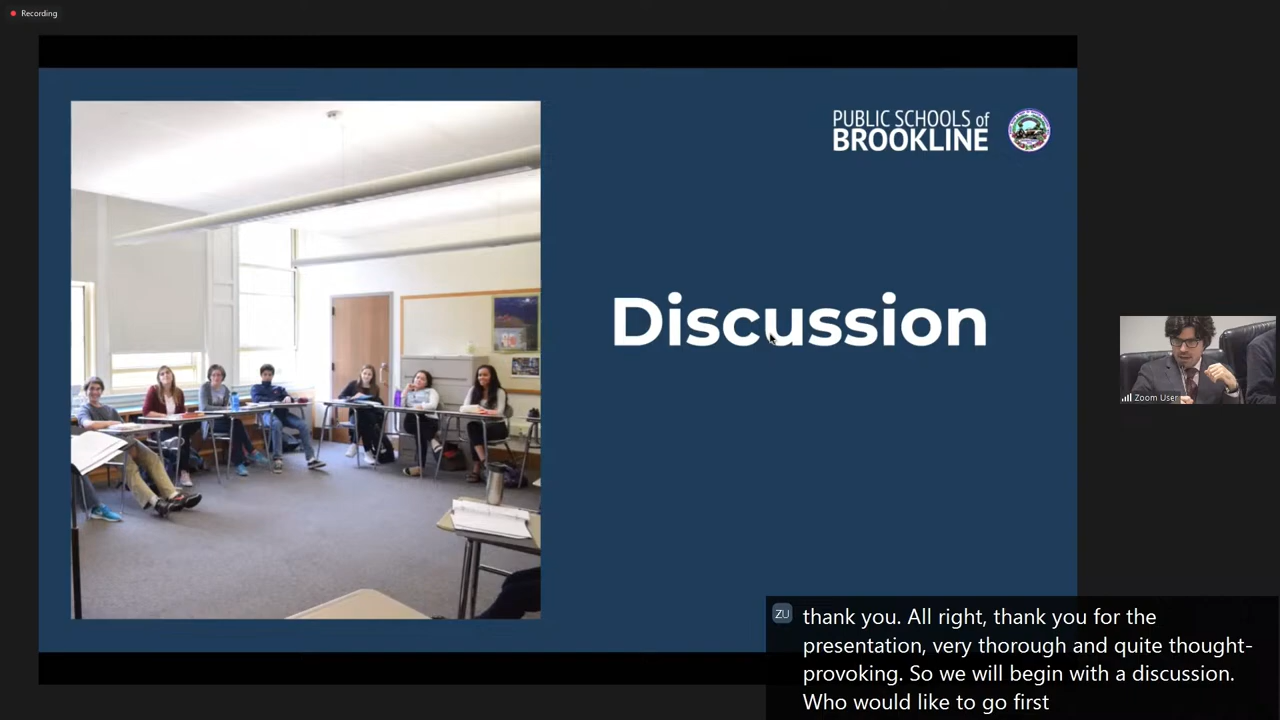 Recording
PUBLIC SCHOOLS of
BROOKLINE
Discussion
Zoom User
ZU
thank you. All right, thank you for the
presentation, very thorough and quite thought-
provoking. So we will begin with a discussion.
Who would like to go first